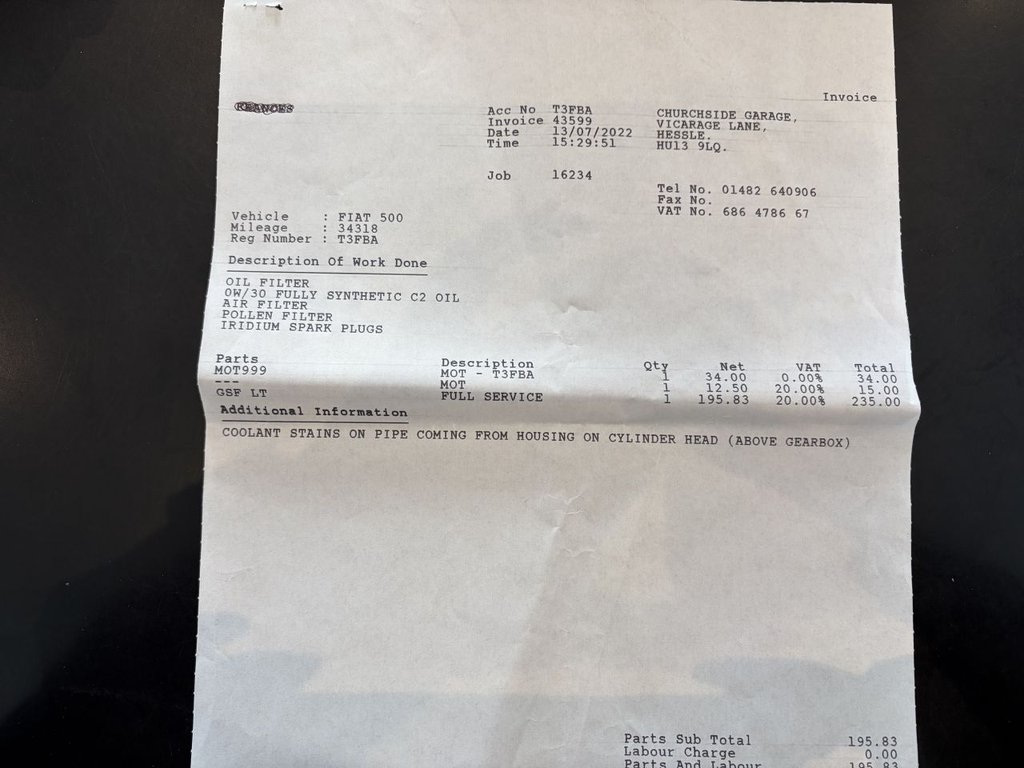 Invoice
Acc No T3FBA
Invoice 43599
Date 13/07/2022
Time 15:29:51
Job 16234
CHURCHSIDE GARAGE,
VICARAGE LANE,
HESSLE.
HU13 9LQ.
Tel No. 01482 640906
Fax No.
VAT No. 686 4786 67
Vehicle : FIAT 500
Mileage : 34318
Reg Number : T3FBA
Description Of Work Done
OIL FILTER
0W/30 FULLY SYNTHETIC C2 OIL
AIR FILTER
POLLEN FILTER
IRIDIUM SPARK PLUGS
Parts Description Qty Net VAT Total
MOT999 MOT - T3FBA 1 34.00 0.00% 34.00
--- MOT 1 12.50 20.00% 15.00
GSF LT FULL SERVICE 1 195.83 20.00% 235.00
Additional Information
COOLANT STAINS ON PIPE COMING FROM HOUSING ON CYLINDER HEAD (ABOVE GEARBOX)
Parts Sub Total 195.83
Labour Charge 0.00
Parts And Labour 195.83